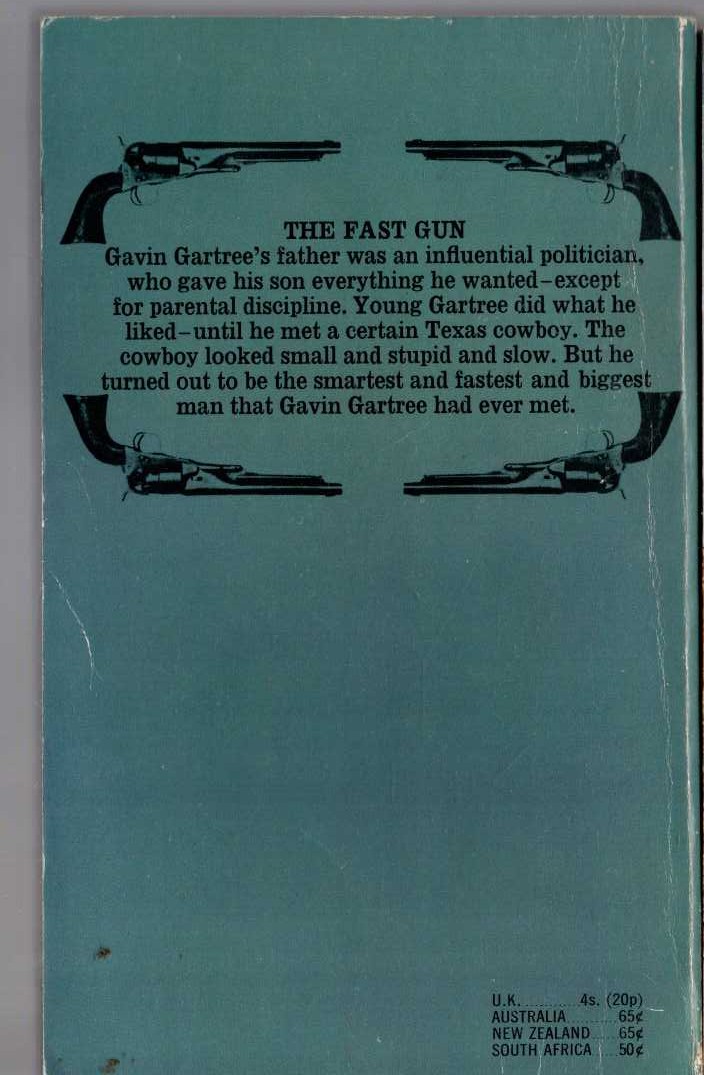 THE FAST GUN
Gavin Gartree's father was an influential politician,
who gave his son everything he wanted–except
for parental discipline. Young Gartree did what he
liked–until he met a certain Texas cowboy. The
cowboy looked small and stupid and slow. But he
turned out to be the smartest and fastest and biggest
man that Gavin Gartree had ever met.
U.K. ............ 4s. (20p)
AUSTRALIA .......... 65¢
NEW ZEALAND ..... 65¢
SOUTH AFRICA .... 50¢